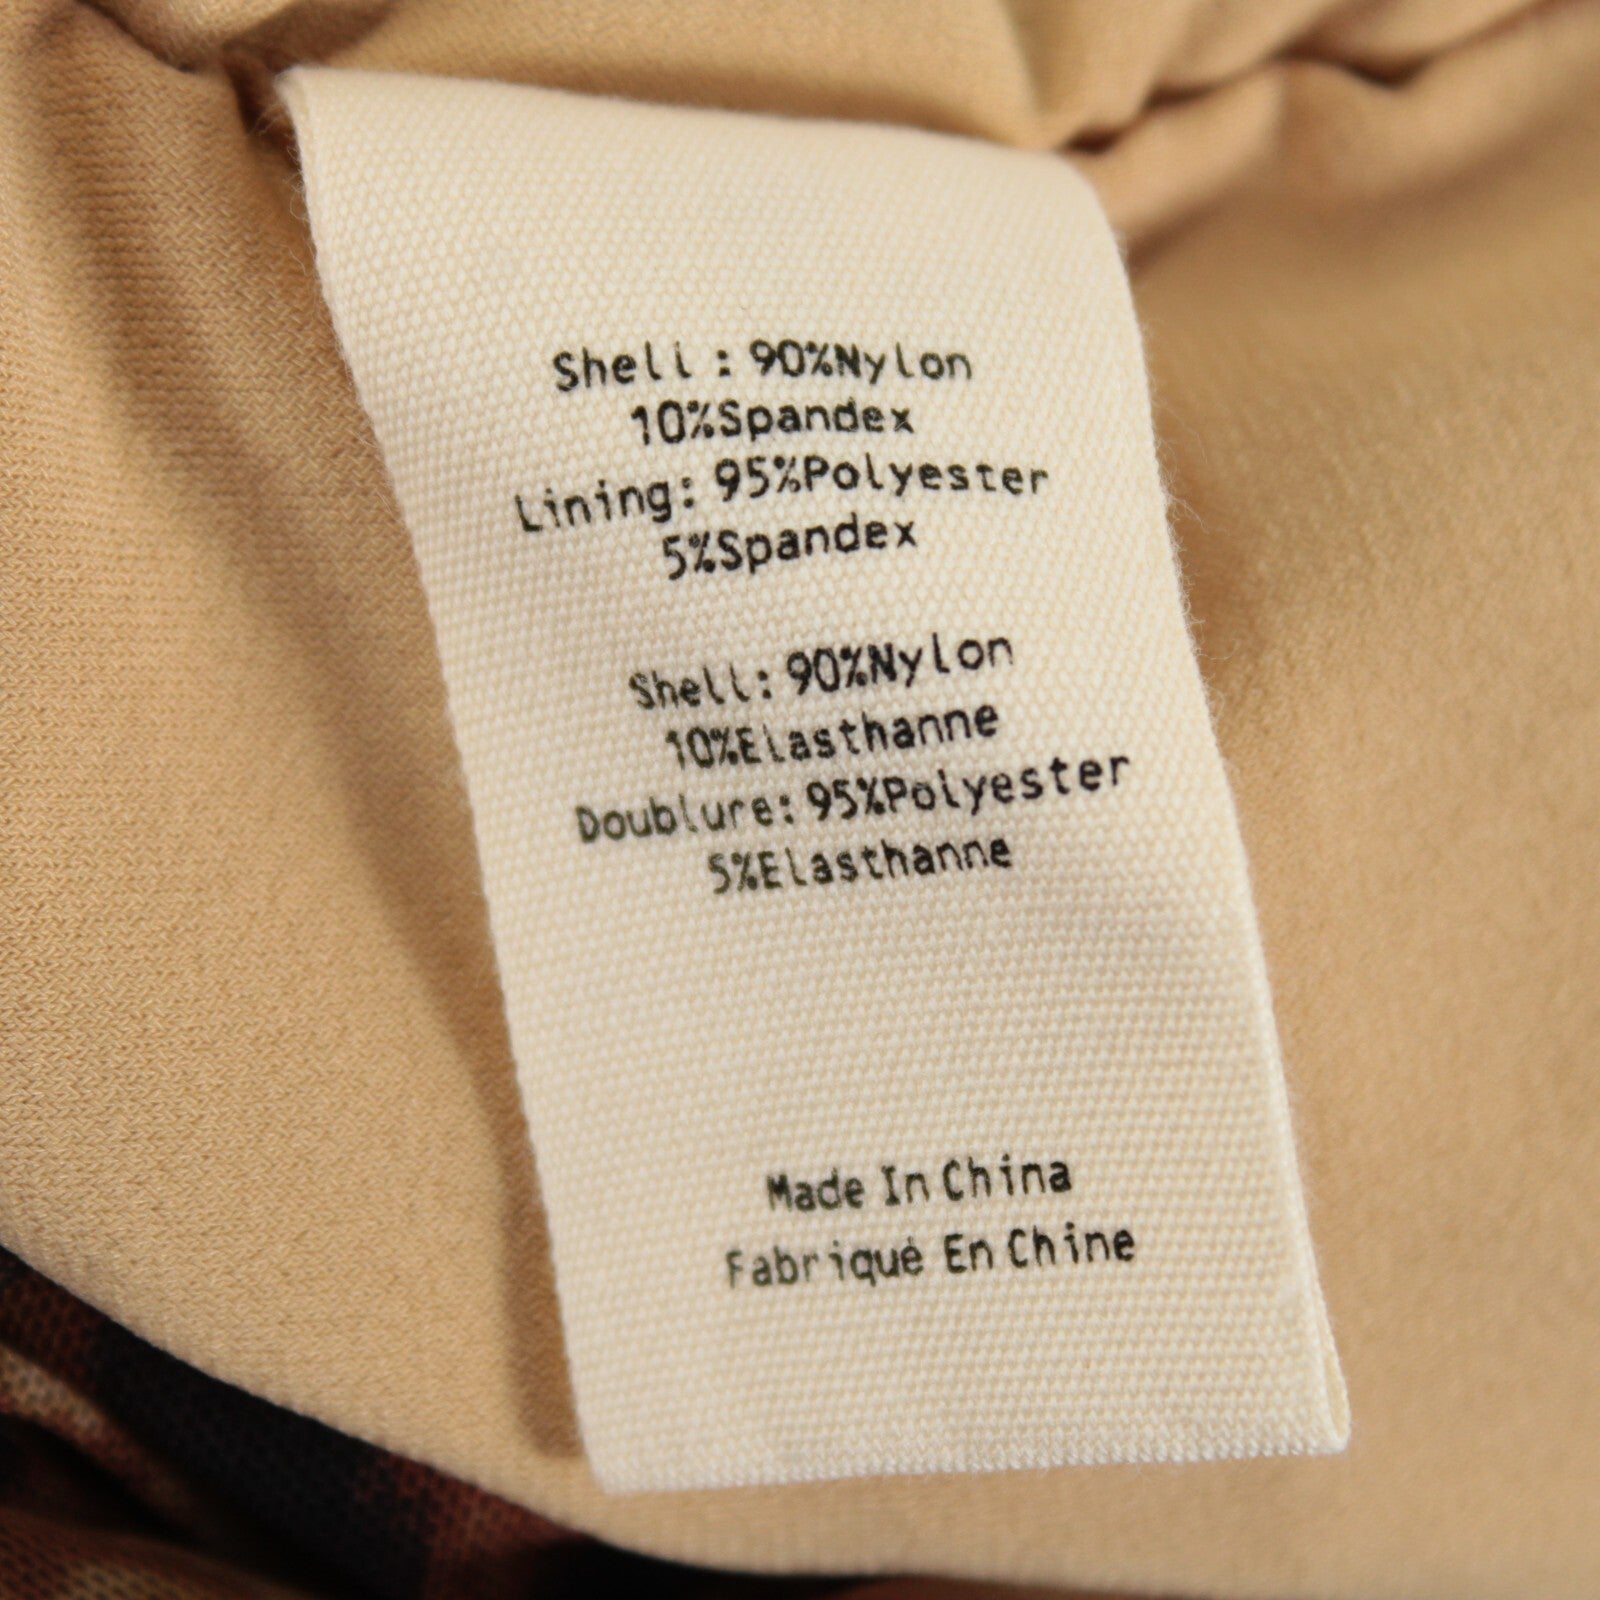 Shell : 90%Nylon
10%Spandex
Lining: 95%Polyester
5%Spandex
Shell: 90%Nylon
10%Elasthanne
Doublure: 95%Polyester
5%Elasthanne
Made In China
Fabriqué En Chine